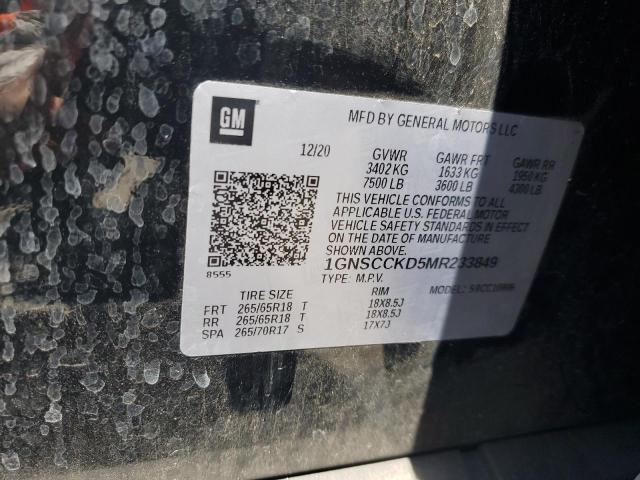 GM
MFD BY GENERAL MOTORS LLC
12/20 GVWR GAWR FRT GAWR RR
3402 KG 1633 KG 1950 KG
7500 LB 3600 LB 4300 LB
THIS VEHICLE CONFORMS TO ALL
APPLICABLE U.S. FEDERAL MOTOR
VEHICLE SAFETY STANDARDS IN EFFECT
ON THE DATE OF MANUFACTURE
SHOWN ABOVE.
8555
1GNSCCKD5MR233849
TYPE: M.P.V. MODEL:
TIRE SIZE RIM
FRT 265/65R18 T 18X8.5J
RR 265/65R18 T 18X8.5J
SPA 265/70R17 S 17X7J